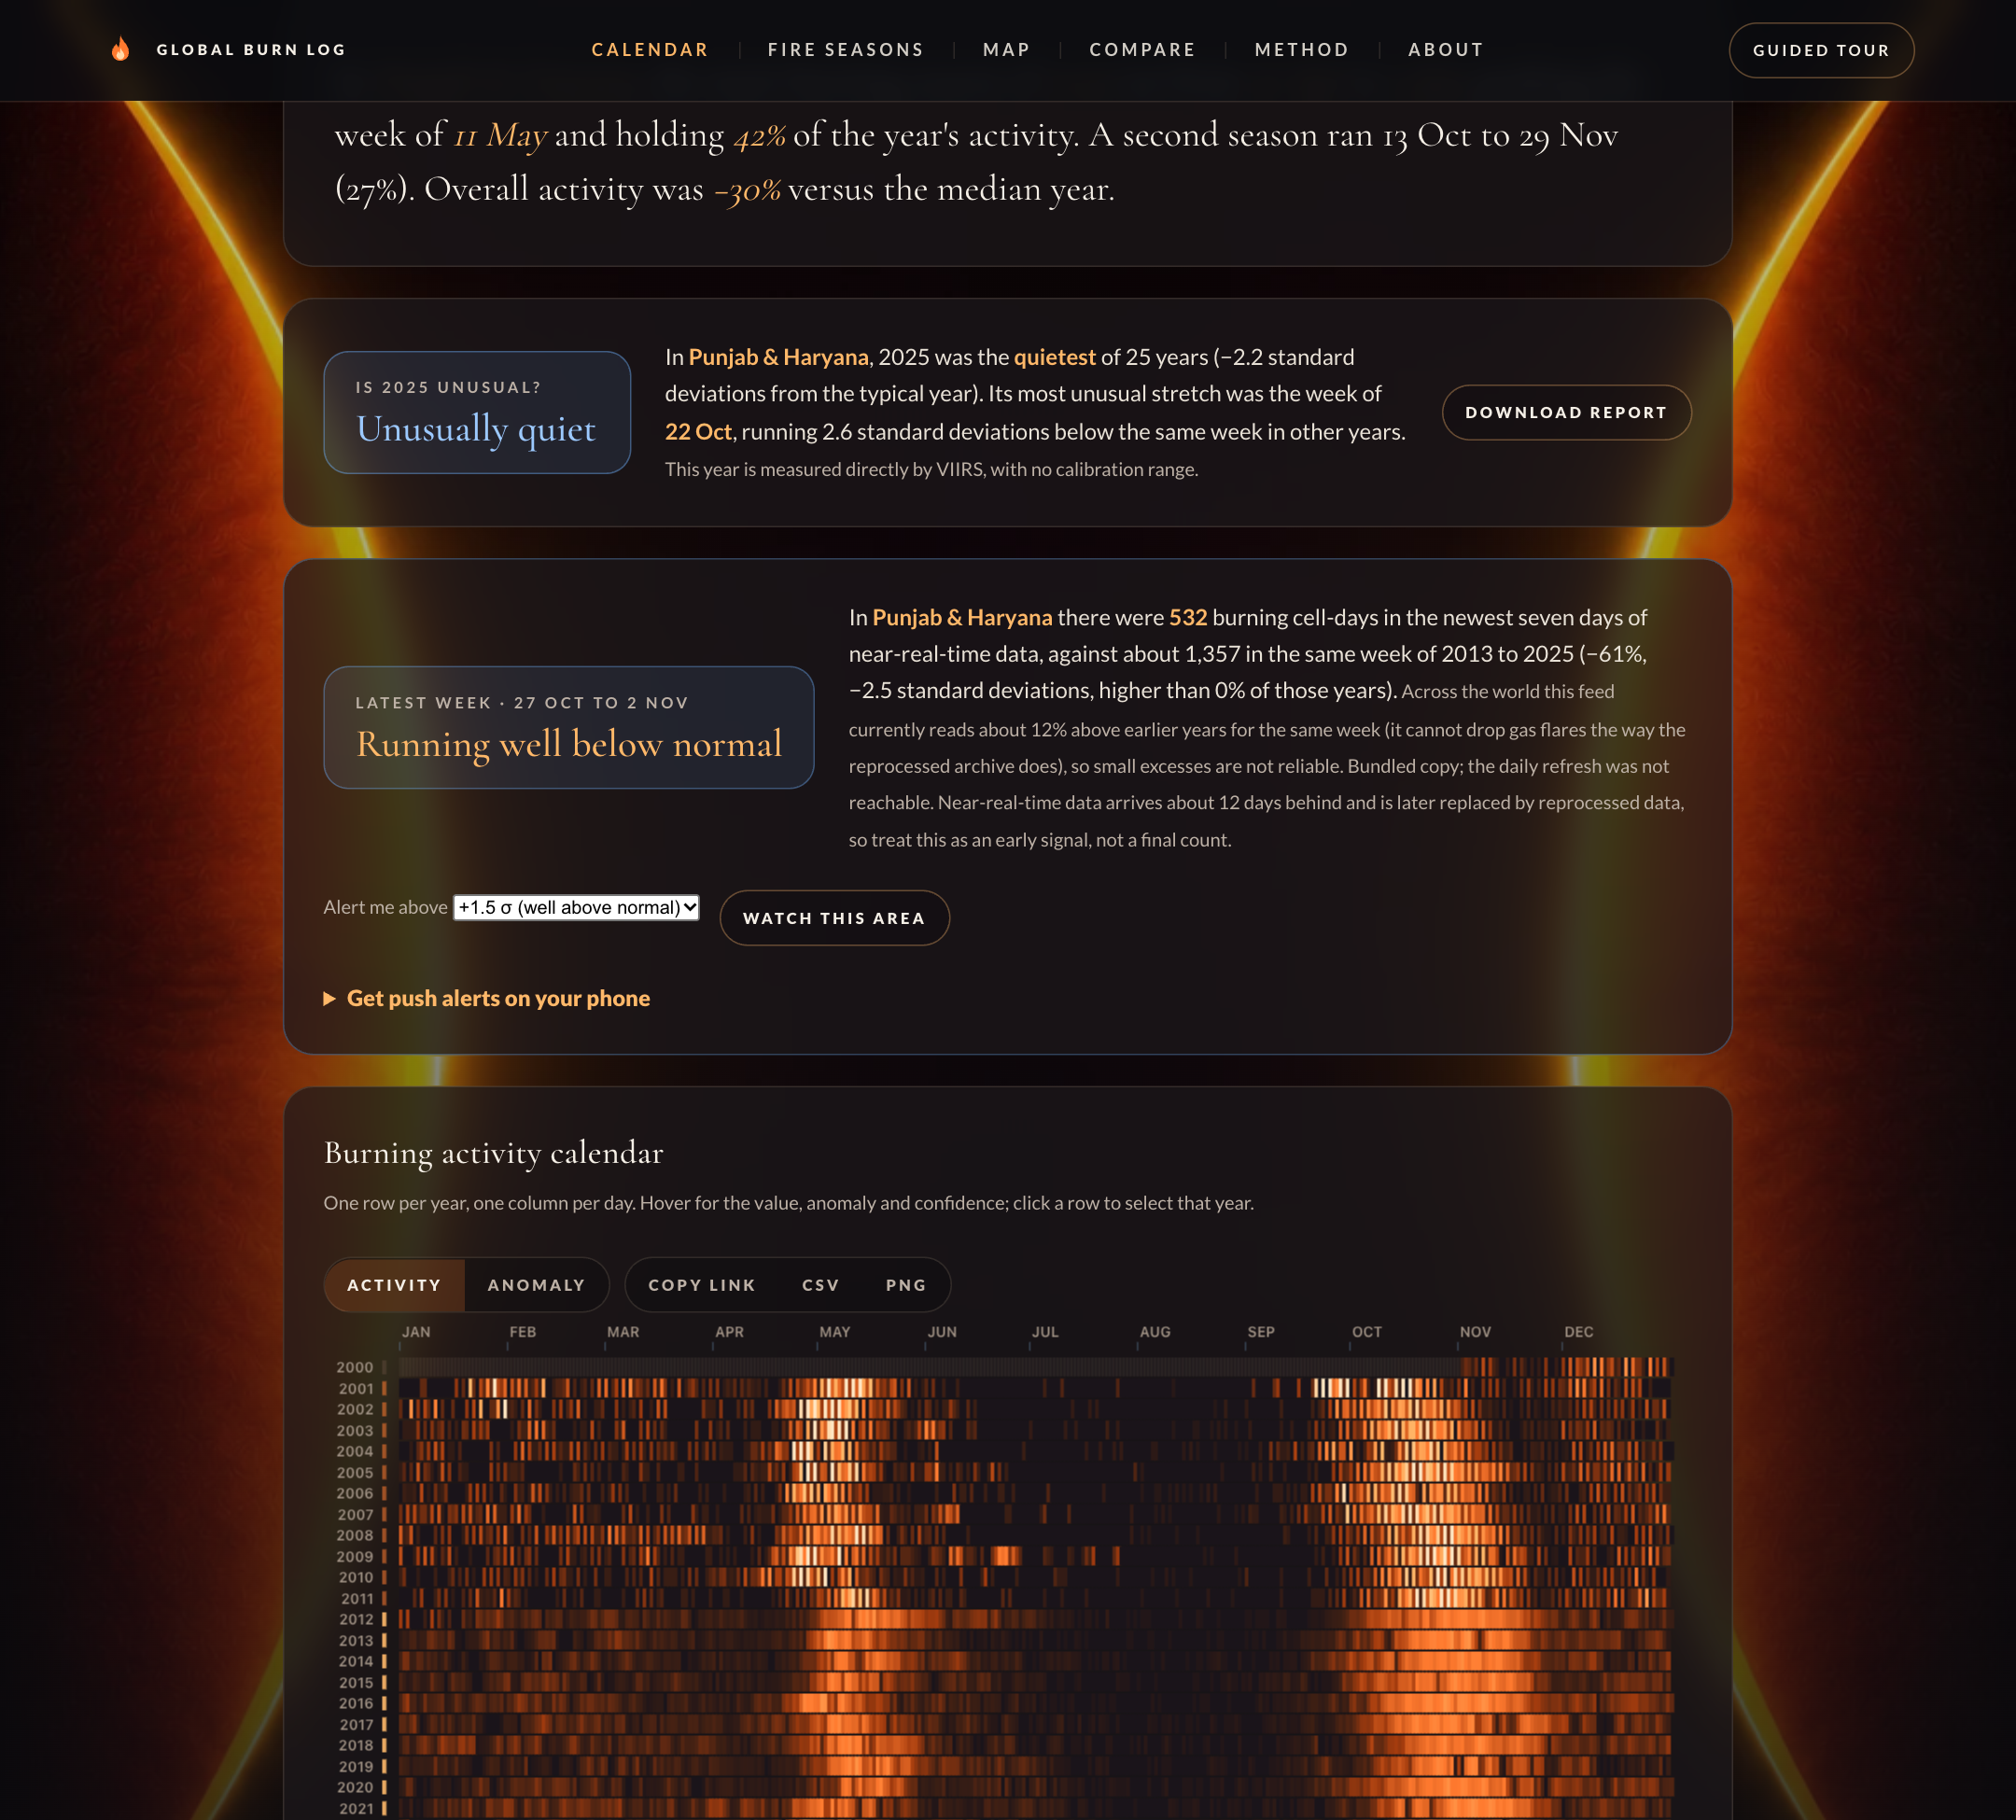 GLOBAL BURN LOG
CALENDAR
FIRE SEASONS
MAP
COMPARE
METHOD
ABOUT
GUIDED TOUR
week of 11 May and holding 42% of the year's activity. A second season ran 13 Oct to 29 Nov
(27%). Overall activity was −30% versus the median year.
IS 2025 UNUSUAL?
Unusually quiet
In Punjab & Haryana, 2025 was the quietest of 25 years (−2.2 standard
deviations from the typical year). Its most unusual stretch was the week of
22 Oct, running 2.6 standard deviations below the same week in other years.
This year is measured directly by VIIRS, with no calibration range.
DOWNLOAD REPORT
LATEST WEEK · 27 OCT TO 2 NOV
Running well below normal
In Punjab & Haryana there were 532 burning cell-days in the newest seven days of
near-real-time data, against about 1,357 in the same week of 2013 to 2025 (−61%,
−2.5 standard deviations, higher than 0% of those years). Across the world this feed
currently reads about 12% above earlier years for the same week (it cannot drop gas flares the way the
reprocessed archive does), so small excesses are not reliable. Bundled copy; the daily refresh was not
reachable. Near-real-time data arrives about 12 days behind and is later replaced by reprocessed data,
so treat this as an early signal, not a final count.
Alert me above +1.5 σ (well above normal)
WATCH THIS AREA
Get push alerts on your phone
Burning activity calendar
One row per year, one column per day. Hover for the value, anomaly and confidence; click a row to select that year.
ACTIVITY
ANOMALY
COPY LINK
CSV
PNG
JAN FEB MAR APR MAY JUN JUL AUG SEP OCT NOV DEC
2000
2001
2002
2003
2004
2005
2006
2007
2008
2009
2010
2011
2012
2013
2014
2015
2016
2017
2018
2019
2020
2021